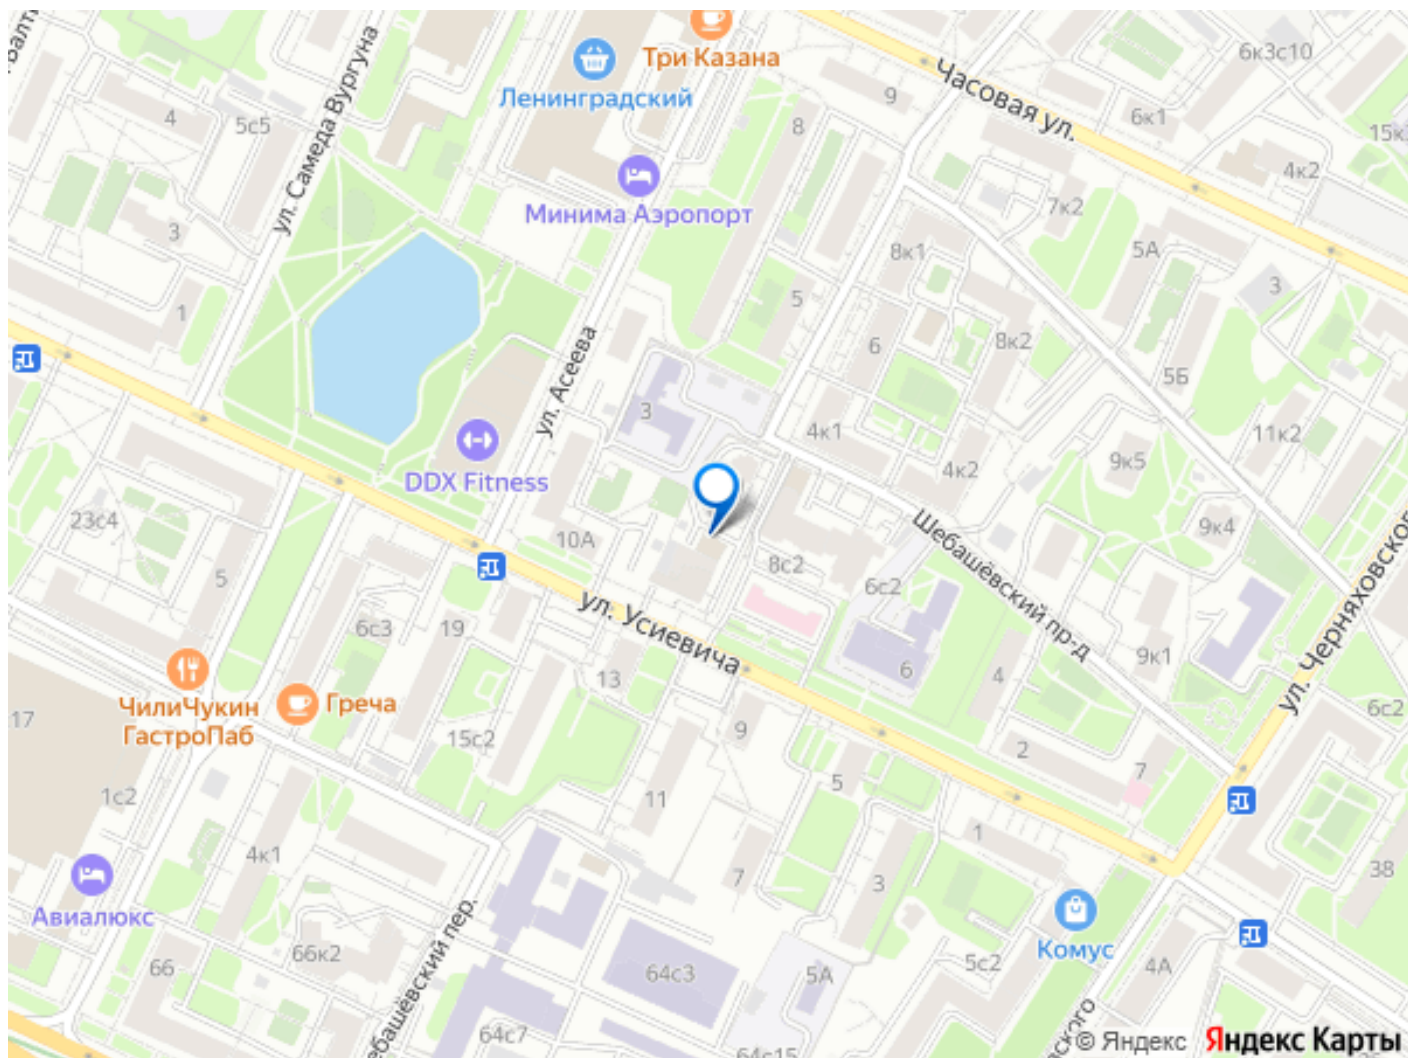 Три Казана
6к3с10
Ленинградский
9
Часовая ул.
6к1
4
5с5
8
15к
4к2
ул. Самеда Вургуна
Минима Аэропорт
7к2
3
8к1
5А
1
5
3
ул. Асеева
6
8к2
5Б
3
4к1
11к2
DDX Fitness
4к2
9к5
23с4
10А
Шебашёвский пр-д
9к4
5
8с2
6с2
ул. Усиевича
ул. Черняховского
6с3
19
9к1
6
4
13
ЧилиЧукин
ГастроПаб
Греча
6с2
17
15с2
9
2
7
5
1с2
11
1
4к1
7
3
38
Авиалюкс
Комус
66к2
66
64с3
5А
5с2
4А
64с7
64с15
© Яндекс
Яндекс Карты